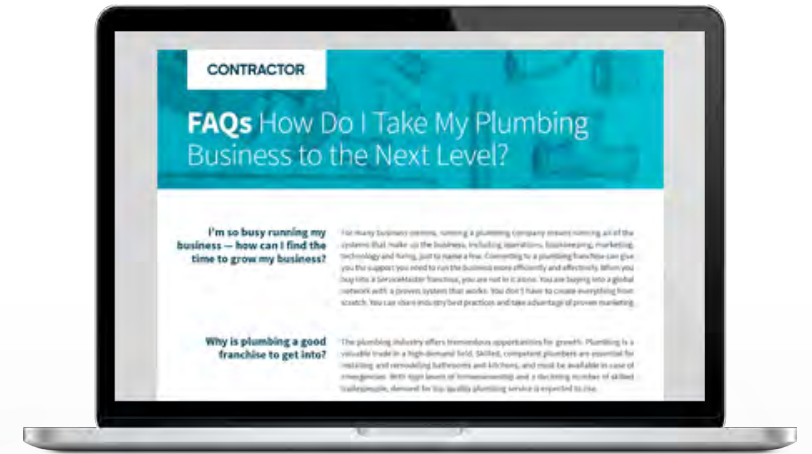 CONTRACTOR
FAQs How Do I Take My Plumbing
Business to the Next Level?
I'm so busy running my
business — how can I find the
time to grow my business?
For many business owners, running a plumbing company means running all of the
systems that make up the business, including operations, bookkeeping, marketing,
technology and hiring, just to name a few. Converting to a plumbing franchise can give
you the support you need to run the business more efficiently and effectively. When you
buy into a ServiceMaster franchise, you are not in it alone. You are buying into a global
network with a proven system that works. You don't have to create everything from
scratch. You can share industry best practices and take advantage of proven marketing
Why is plumbing a good
franchise to get into?
The plumbing industry offers tremendous opportunities for growth. Plumbing is a
valuable trade in a high-demand field. Skilled, competent plumbers are essential for
installing and remodeling bathrooms and kitchens, and must be available in case of
emergencies. With high levels of homeownership and a declining number of skilled
tradespeople, demand for top quality plumbing service is expected to rise.